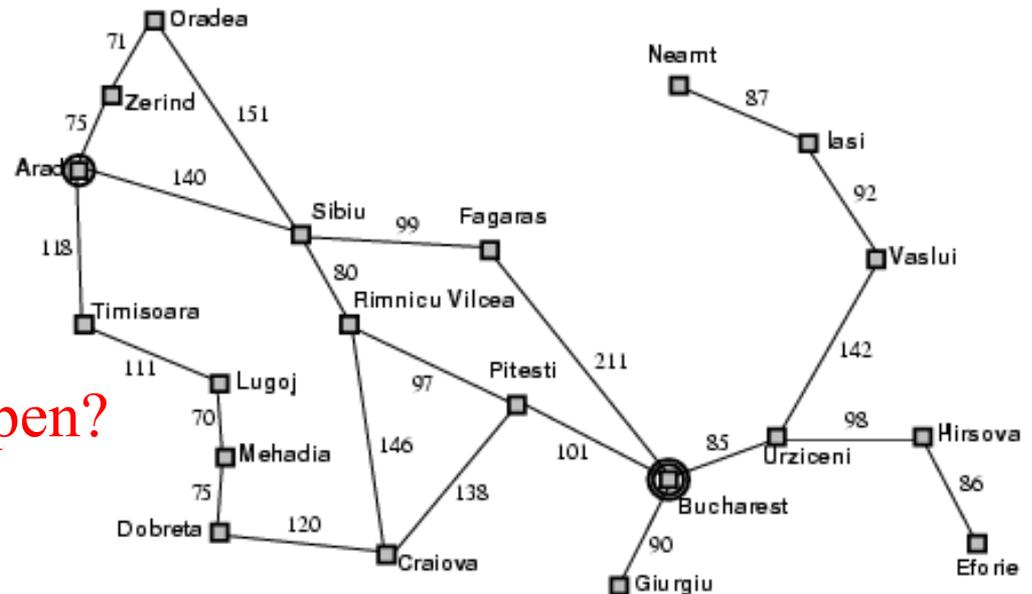 Oradea
71
Neamt
87
Zerind
151
75
Iasi
Arad
140
92
Sibiu
99
Fagaras
118
80
Vaslui
Timisoara
Rimnicu Vilcea
111
Lugoj
97
Pitesti
211
142
70
98
Hirsova
pen?
Mehadia
146
101
85
Urziceni
75
138
86
Dobreta
120
Bucharest
90
Craiova
Eforie
Giurgiu